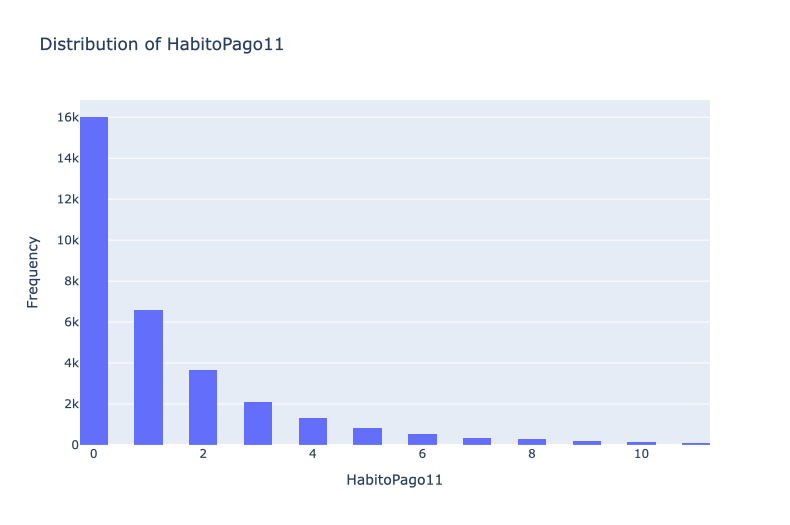 Distribution of HabitoPago11
16k
14k
12k
10k
8k
6k
4k
2k
0
Frequency
0 2 4 6 8 10
HabitoPago11